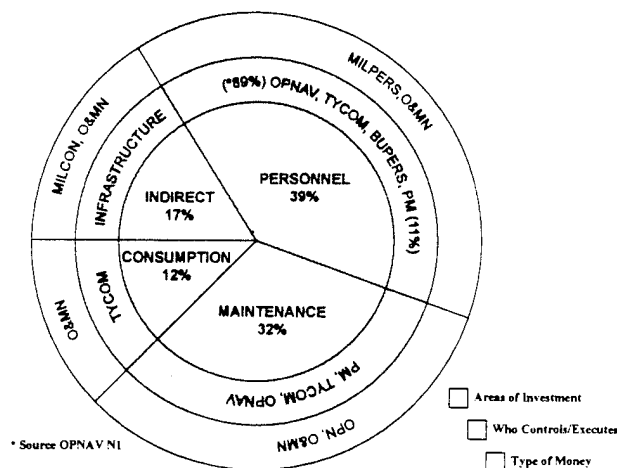 MILPERS, O&MN
(*89%) OPNAV, TYCOM, BUPERS, PM (11%)
PERSONNEL
39%
MILCON, O&MN
INFRASTRUCTURE
INDIRECT
17%
CONSUMPTION
12%
TYCOM
O&MN
MAINTENANCE
32%
PM, TYCOM, OPNAV
OPN, O&MN
Areas of Investment
Who Controls/Executes
Type of Money
* Source OPNAV N1